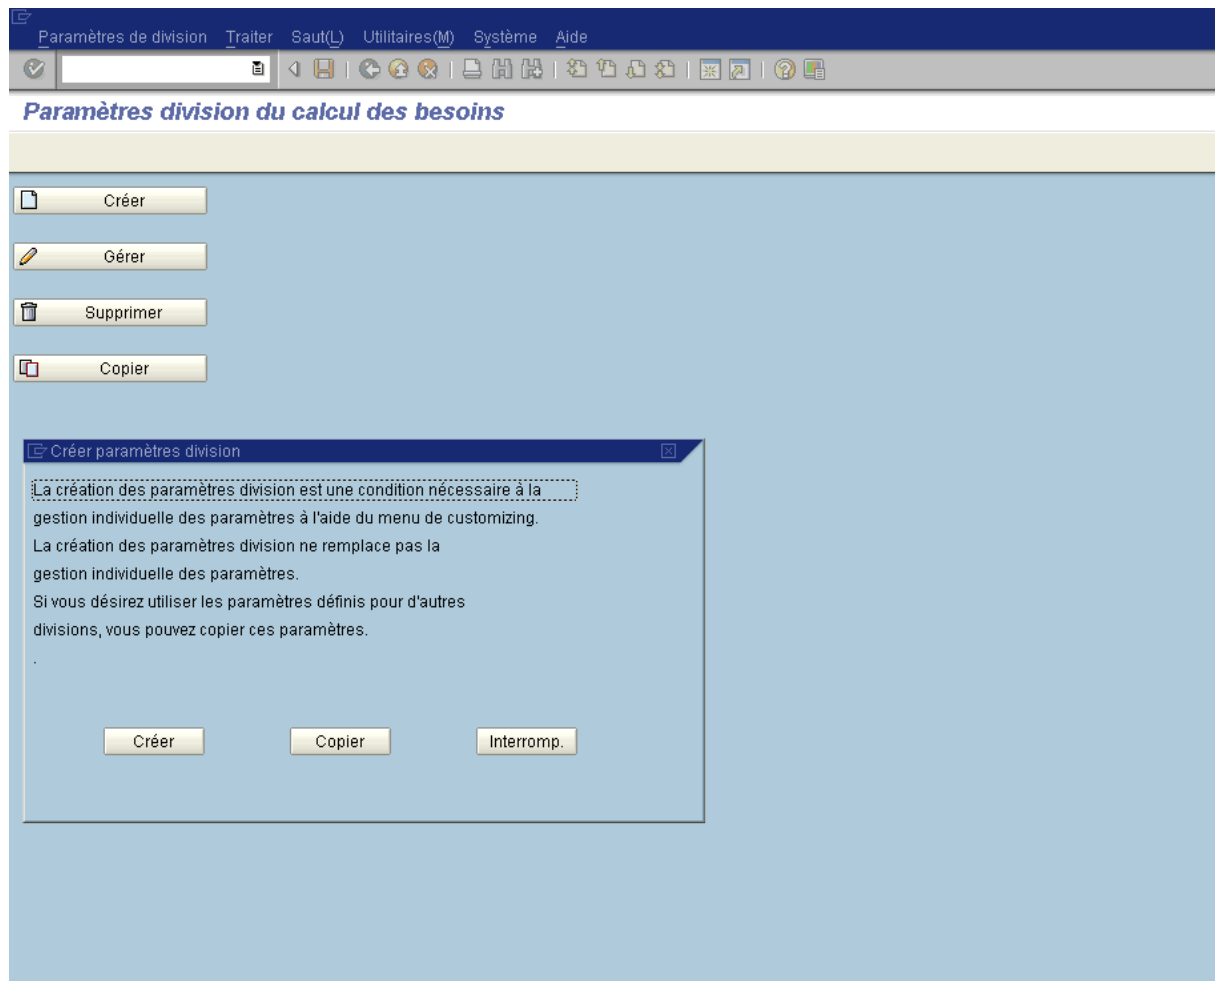 Paramètres de division Traiter Saut(L) Utilitaires(M) Système Aide
Paramètres division du calcul des besoins
Créer
Gérer
Supprimer
Copier
Créer paramètres division
La création des paramètres division est une condition nécessaire à la
gestion individuelle des paramètres à l'aide du menu de customizing.
La création des paramètres division ne remplace pas la
gestion individuelle des paramètres.
Si vous désirez utiliser les paramètres définis pour d'autres
divisions, vous pouvez copier ces paramètres.
.
Créer Copier Interromp.